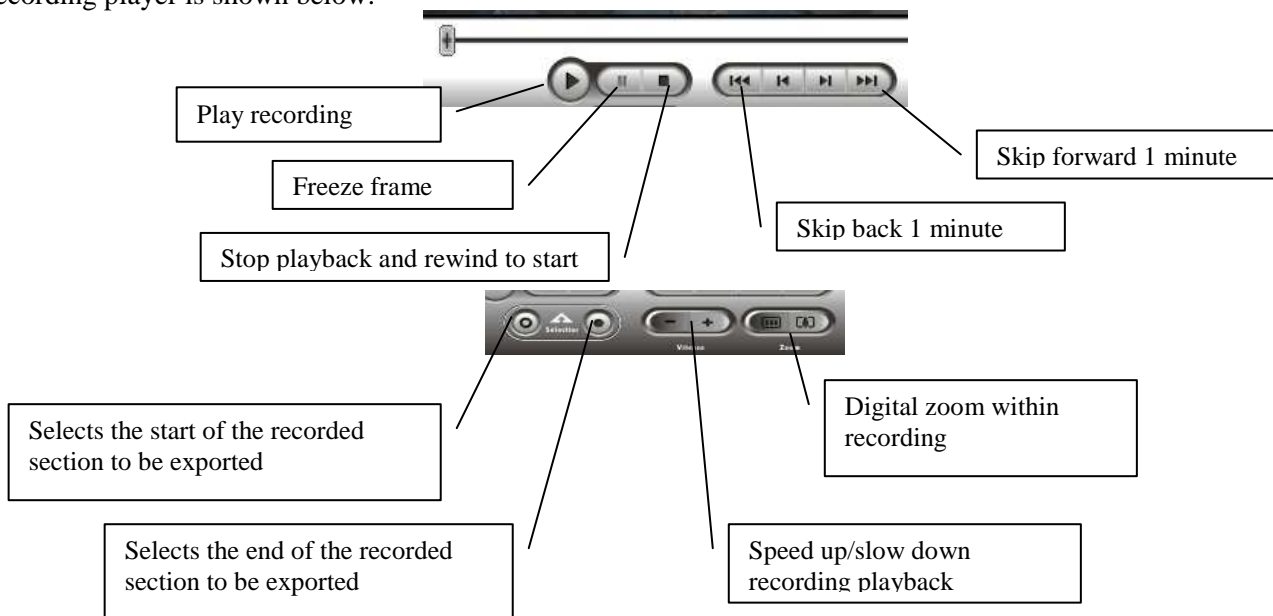 ecording player is shown below.
Play recording
Skip forward 1 minute
Freeze frame
Skip back 1 minute
Stop playback and rewind to start
Selection
Vitesse
Zoom
Digital zoom within
recording
Selects the start of the recorded
section to be exported
Selects the end of the recorded
section to be exported
Speed up/slow down
recording playback